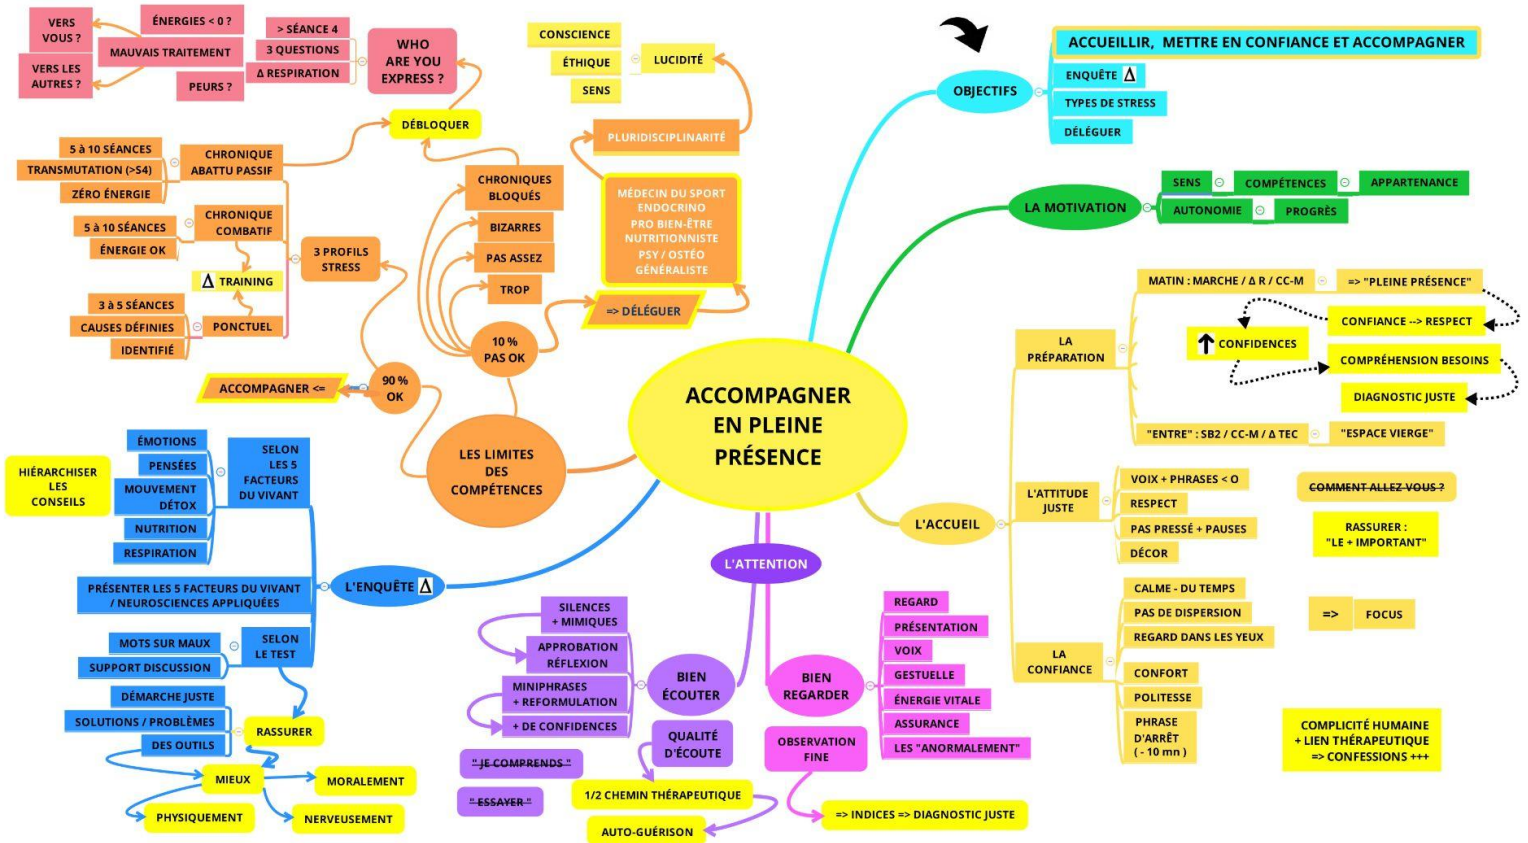 ACCOMPAGNER
EN PLEINE
PRÉSENCE
OBJECTIFS
ACCUEILLIR, METTRE EN CONFIANCE ET ACCOMPAGNER
ENQUÊTE Δ
TYPES DE STRESS
DÉLÉGUER
LA MOTIVATION
SENS
COMPÉTENCES
APPARTENANCE
AUTONOMIE
PROGRÈS
L'ACCUEIL
LA
PRÉPARATION
MATIN : MARCHE / Δ R / CC-M
=> "PLEINE PRÉSENCE"
CONFIANCE --> RESPECT
CONFIDENCES
COMPRÉHENSION BESOINS
DIAGNOSTIC JUSTE
"ENTRE" : SB2 / CC-M / Δ TEC
"ESPACE VIERGE"
L'ATTITUDE
JUSTE
VOIX + PHRASES < O
RESPECT
PAS PRESSÉ + PAUSES
DÉCOR
COMMENT ALLEZ VOUS ?
RASSURER :
"LE + IMPORTANT"
LA
CONFIANCE
CALME - DU TEMPS
PAS DE DISPERSION
REGARD DANS LES YEUX
CONFORT
POLITESSE
PHRASE
D'ARRÊT
( - 10 mn )
=>
FOCUS
COMPLICITÉ HUMAINE
+ LIEN THÉRAPEUTIQUE
=> CONFESSIONS +++
L'ATTENTION
BIEN
REGARDER
REGARD
PRÉSENTATION
VOIX
GESTUELLE
ÉNERGIE VITALE
ASSURANCE
LES "ANORMALEMENT"
OBSERVATION
FINE
=> INDICES => DIAGNOSTIC JUSTE
BIEN
ÉCOUTER
SILENCES
+ MIMIQUES
APPROBATION
RÉFLEXION
MINIPHRASES
+ REFORMULATION
+ DE CONFIDENCES
QUALITÉ
D'ÉCOUTE
" JE COMPRENDS "
" ESSAYER "
1/2 CHEMIN THÉRAPEUTIQUE
AUTO-GUÉRISON
L'ENQUÊTE Δ
SELON
LES 5
FACTEURS
DU VIVANT
ÉMOTIONS
PENSÉES
MOUVEMENT
DÉTOX
NUTRITION
RESPIRATION
HIÉRARCHISER
LES
CONSEILS
PRÉSENTER LES 5 FACTEURS DU VIVANT
/ NEUROSCIENCES APPLIQUÉES
SELON
LE TEST
MOTS SUR MAUX
SUPPORT DISCUSSION
RASSURER
DÉMARCHE JUSTE
SOLUTIONS / PROBLÈMES
DES OUTILS
MIEUX
MORALEMENT
PHYSIQUEMENT
NERVEUSEMENT
LES LIMITES
DES
COMPÉTENCES
90 %
OK
ACCOMPAGNER <=
3 PROFILS
STRESS
CHRONIQUE
ABATTU PASSIF
5 à 10 SÉANCES
TRANSMUTATION (>S4)
ZÉRO ÉNERGIE
CHRONIQUE
COMBATIF
5 à 10 SÉANCES
ÉNERGIE OK
Δ TRAINING
PONCTUEL
3 à 5 SÉANCES
CAUSES DÉFINIES
IDENTIFIÉ
10 %
PAS OK
CHRONIQUES
BLOQUÉS
BIZARRES
PAS ASSEZ
TROP
=> DÉLÉGUER
MÉDECIN DU SPORT
ENDOCRINO
PRO BIEN-ÊTRE
NUTRITIONNISTE
PSY / OSTÉO
GÉNÉRALISTE
PLURIDISCIPLINARITÉ
LUCIDITÉ
CONSCIENCE
ÉTHIQUE
SENS
DÉBLOQUER
WHO
ARE YOU
EXPRESS ?
> SÉANCE 4
3 QUESTIONS
Δ RESPIRATION
ÉNERGIES < 0 ?
MAUVAIS TRAITEMENT
PEURS ?
VERS
VOUS ?
VERS LES
AUTRES ?